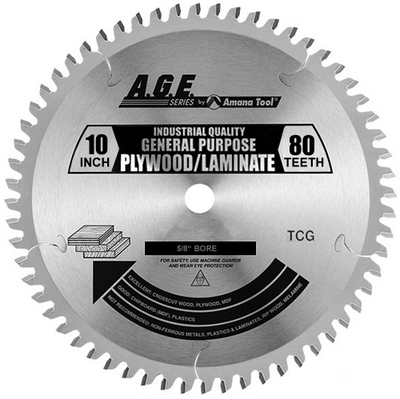 A.G.E.
SERIES by Amana Tool®
INDUSTRIAL QUALITY
GENERAL PURPOSE
PLYWOOD/LAMINATE
10
INCH
80
TEETH
5/8" BORE
FOR SAFETY, USE MACHINE GUARDS
AND WEAR EYE PROTECTION
TCG
EXCELLENT: CROSSCUT WOOD, PLYWOOD, MDF
GOOD: CHIPBOARD (MDF), PLASTICS
NOT RECOMMENDED: NON-FERROUS METALS, PLASTICS & LAMINATES, RIP WOOD, MELAMINE